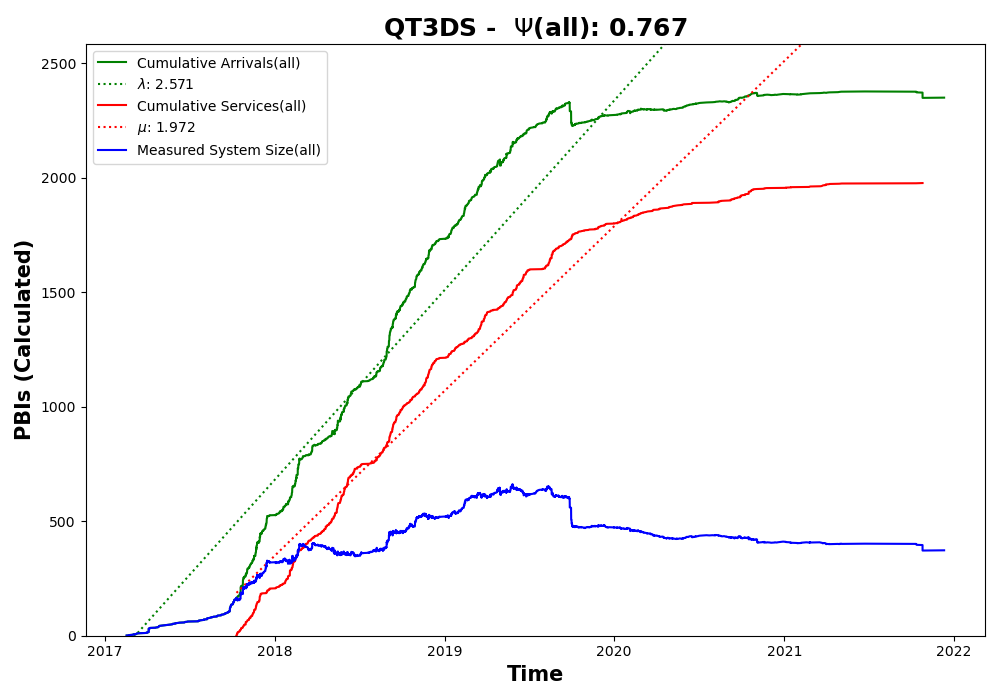 QT3DS - Ψ(all): 0.767
Cumulative Arrivals(all)
λ: 2.571
Cumulative Services(all)
μ: 1.972
Measured System Size(all)
PBIs (Calculated)
2500
2000
1500
1000
500
0
2017 2018 2019 2020 2021 2022
Time